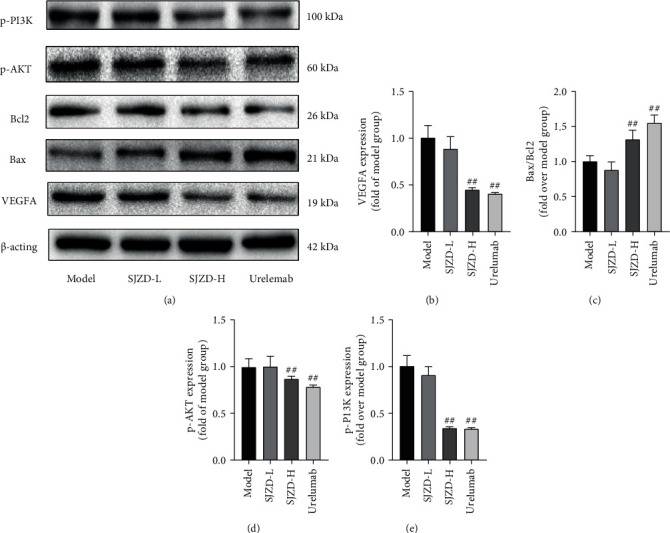 p-PI3K
100 kDa
p-AKT
60 kDa
Bcl2
26 kDa
Bax
21 kDa
VEGFA
19 kDa
β-acting
42 kDa
Model SJZD-L SJZD-H Urelemab
(a)
VEGFA expression
(fold of model group)
1.5
1.0
0.5
0.0
##
##
Model
SJZD-L
SJZD-H
Urelumab
(b)
Bax/Bcl2
(fold over model group)
2.0
1.5
1.0
0.5
0.0
##
##
Model
SJZD-L
SJZD-H
Urelumab
(c)
p-AKT expression
(fold of model group)
1.5
1.0
0.5
0.0
##
##
Model
SJZD-L
SJZD-H
Urelumab
(d)
p-P13K expression
(fold over model group)
1.5
1.0
0.5
0.0
##
##
Model
SJZD-L
SJZD-H
Urelumab
(e)